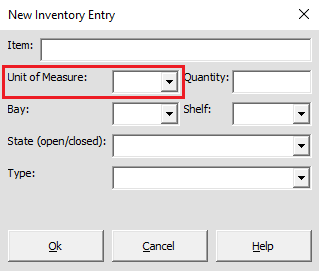 New Inventory Entry
Item:
Unit of Measure: Quantity:
Bay: Shelf:
State (open/closed):
Type:
Ok Cancel Help